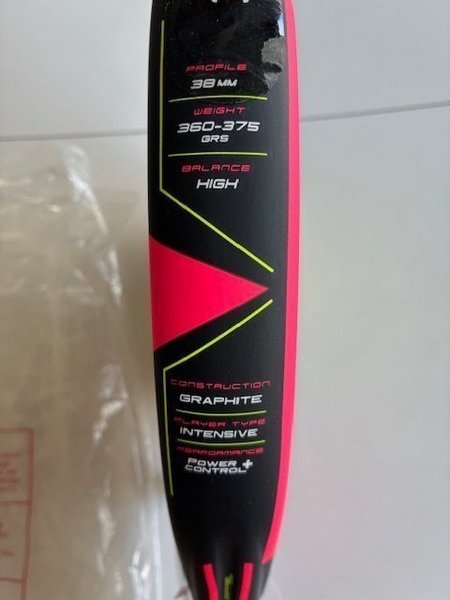 PROFILE
38 MM
WEIGHT
360-375
GRS
BALANCE
HIGH
CONSTRUCTION
GRAPHITE
PLAYER TYPE
INTENSIVE
PERFORMANCE
POWER +
CONTROL